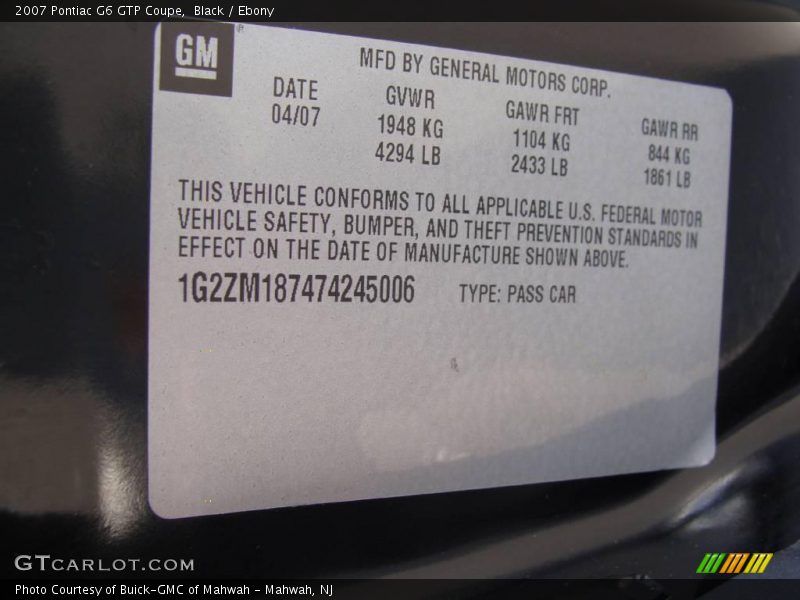 2007 Pontiac G6 GTP Coupe, Black / Ebony
GM
MFD BY GENERAL MOTORS CORP.
DATE GVWR GAWR FRT GAWR RR
04/07 1948 KG 1104 KG 844 KG
4294 LB 2433 LB 1861 LB
THIS VEHICLE CONFORMS TO ALL APPLICABLE U.S. FEDERAL MOTOR
VEHICLE SAFETY, BUMPER, AND THEFT PREVENTION STANDARDS IN
EFFECT ON THE DATE OF MANUFACTURE SHOWN ABOVE.
1G2ZM187474245006 TYPE: PASS CAR
GTCARLOT.COM
Photo Courtesy of Buick-GMC of Mahwah - Mahwah, NJ